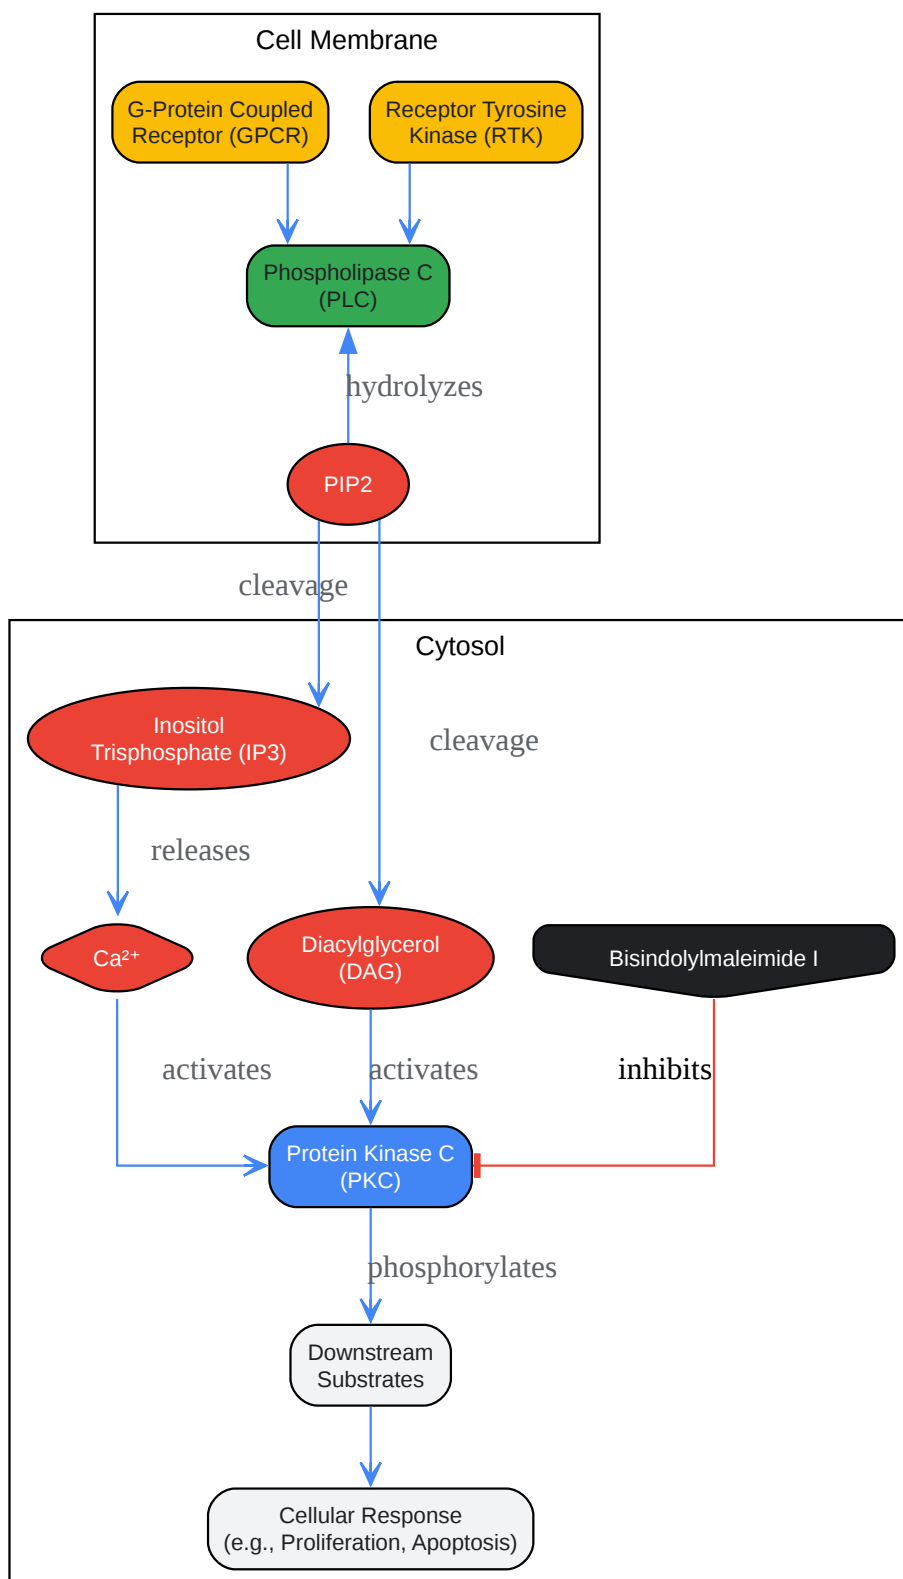 Cell Membrane
G-Protein Coupled
Receptor (GPCR)
Receptor Tyrosine
Kinase (RTK)
Phospholipase C
(PLC)
hydrolyzes
PIP2
cleavage
Cytosol
Inositol
Trisphosphate (IP3)
cleavage
releases
Ca²⁺
Diacylglycerol
(DAG)
Bisindolylmaleimide I
activates
activates
inhibits
Protein Kinase C
(PKC)
phosphorylates
Downstream
Substrates
Cellular Response
(e.g., Proliferation, Apoptosis)